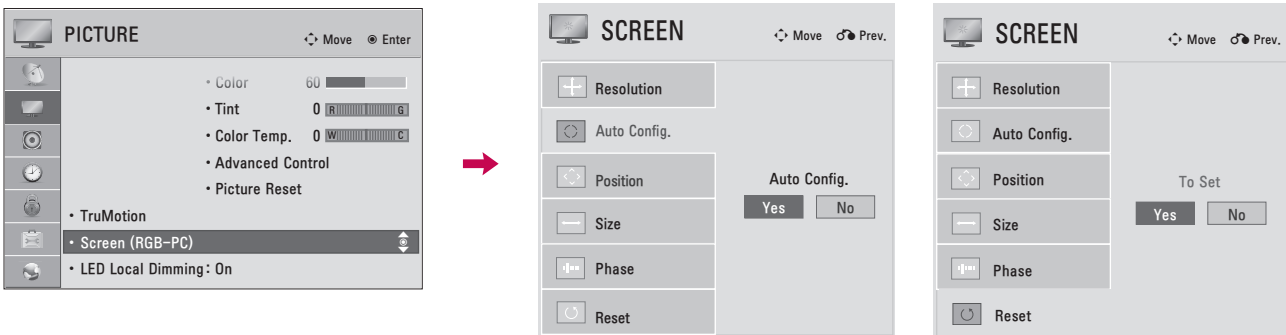 PICTURE
Move Enter
• Color 60
• Tint 0 R G
• Color Temp. 0 W C
• Advanced Control
• Picture Reset
• TruMotion
• Screen (RGB-PC)
• LED Local Dimming: On
SCREEN
Move Prev.
Resolution
Auto Config.
Position
Size
Phase
Reset
Auto Config.
Yes No
SCREEN
Move Prev.
Resolution
Auto Config.
Position
Size
Phase
Reset
To Set
Yes No